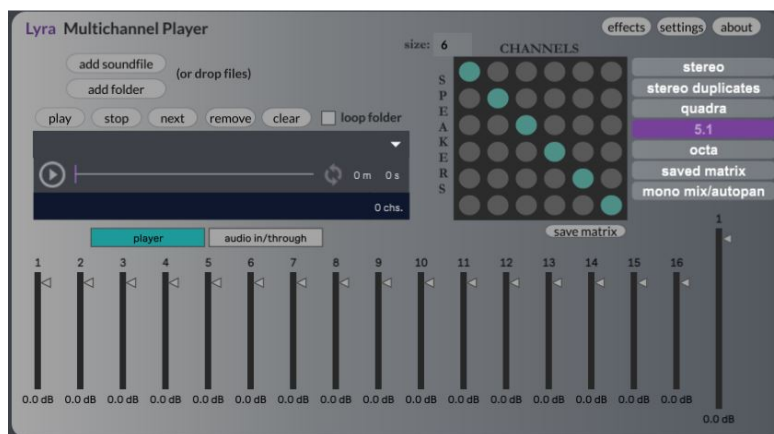 Lyra Multichannel Player
effects settings about
size: 6
CHANNELS
add soundfile
(or drop files)
add folder
play stop next remove clear loop folder
0 m 0 s
0 chs.
SPEAKERS
stereo
stereo duplicates
quadra
5.1
octa
saved matrix
mono mix/autopan
save matrix
player audio in/through
1
1 2 3 4 5 6 7 8 9 10 11 12 13 14 15 16
0.0 dB 0.0 dB 0.0 dB 0.0 dB 0.0 dB 0.0 dB 0.0 dB 0.0 dB 0.0 dB 0.0 dB 0.0 dB 0.0 dB 0.0 dB 0.0 dB 0.0 dB 0.0 dB
0.0 dB